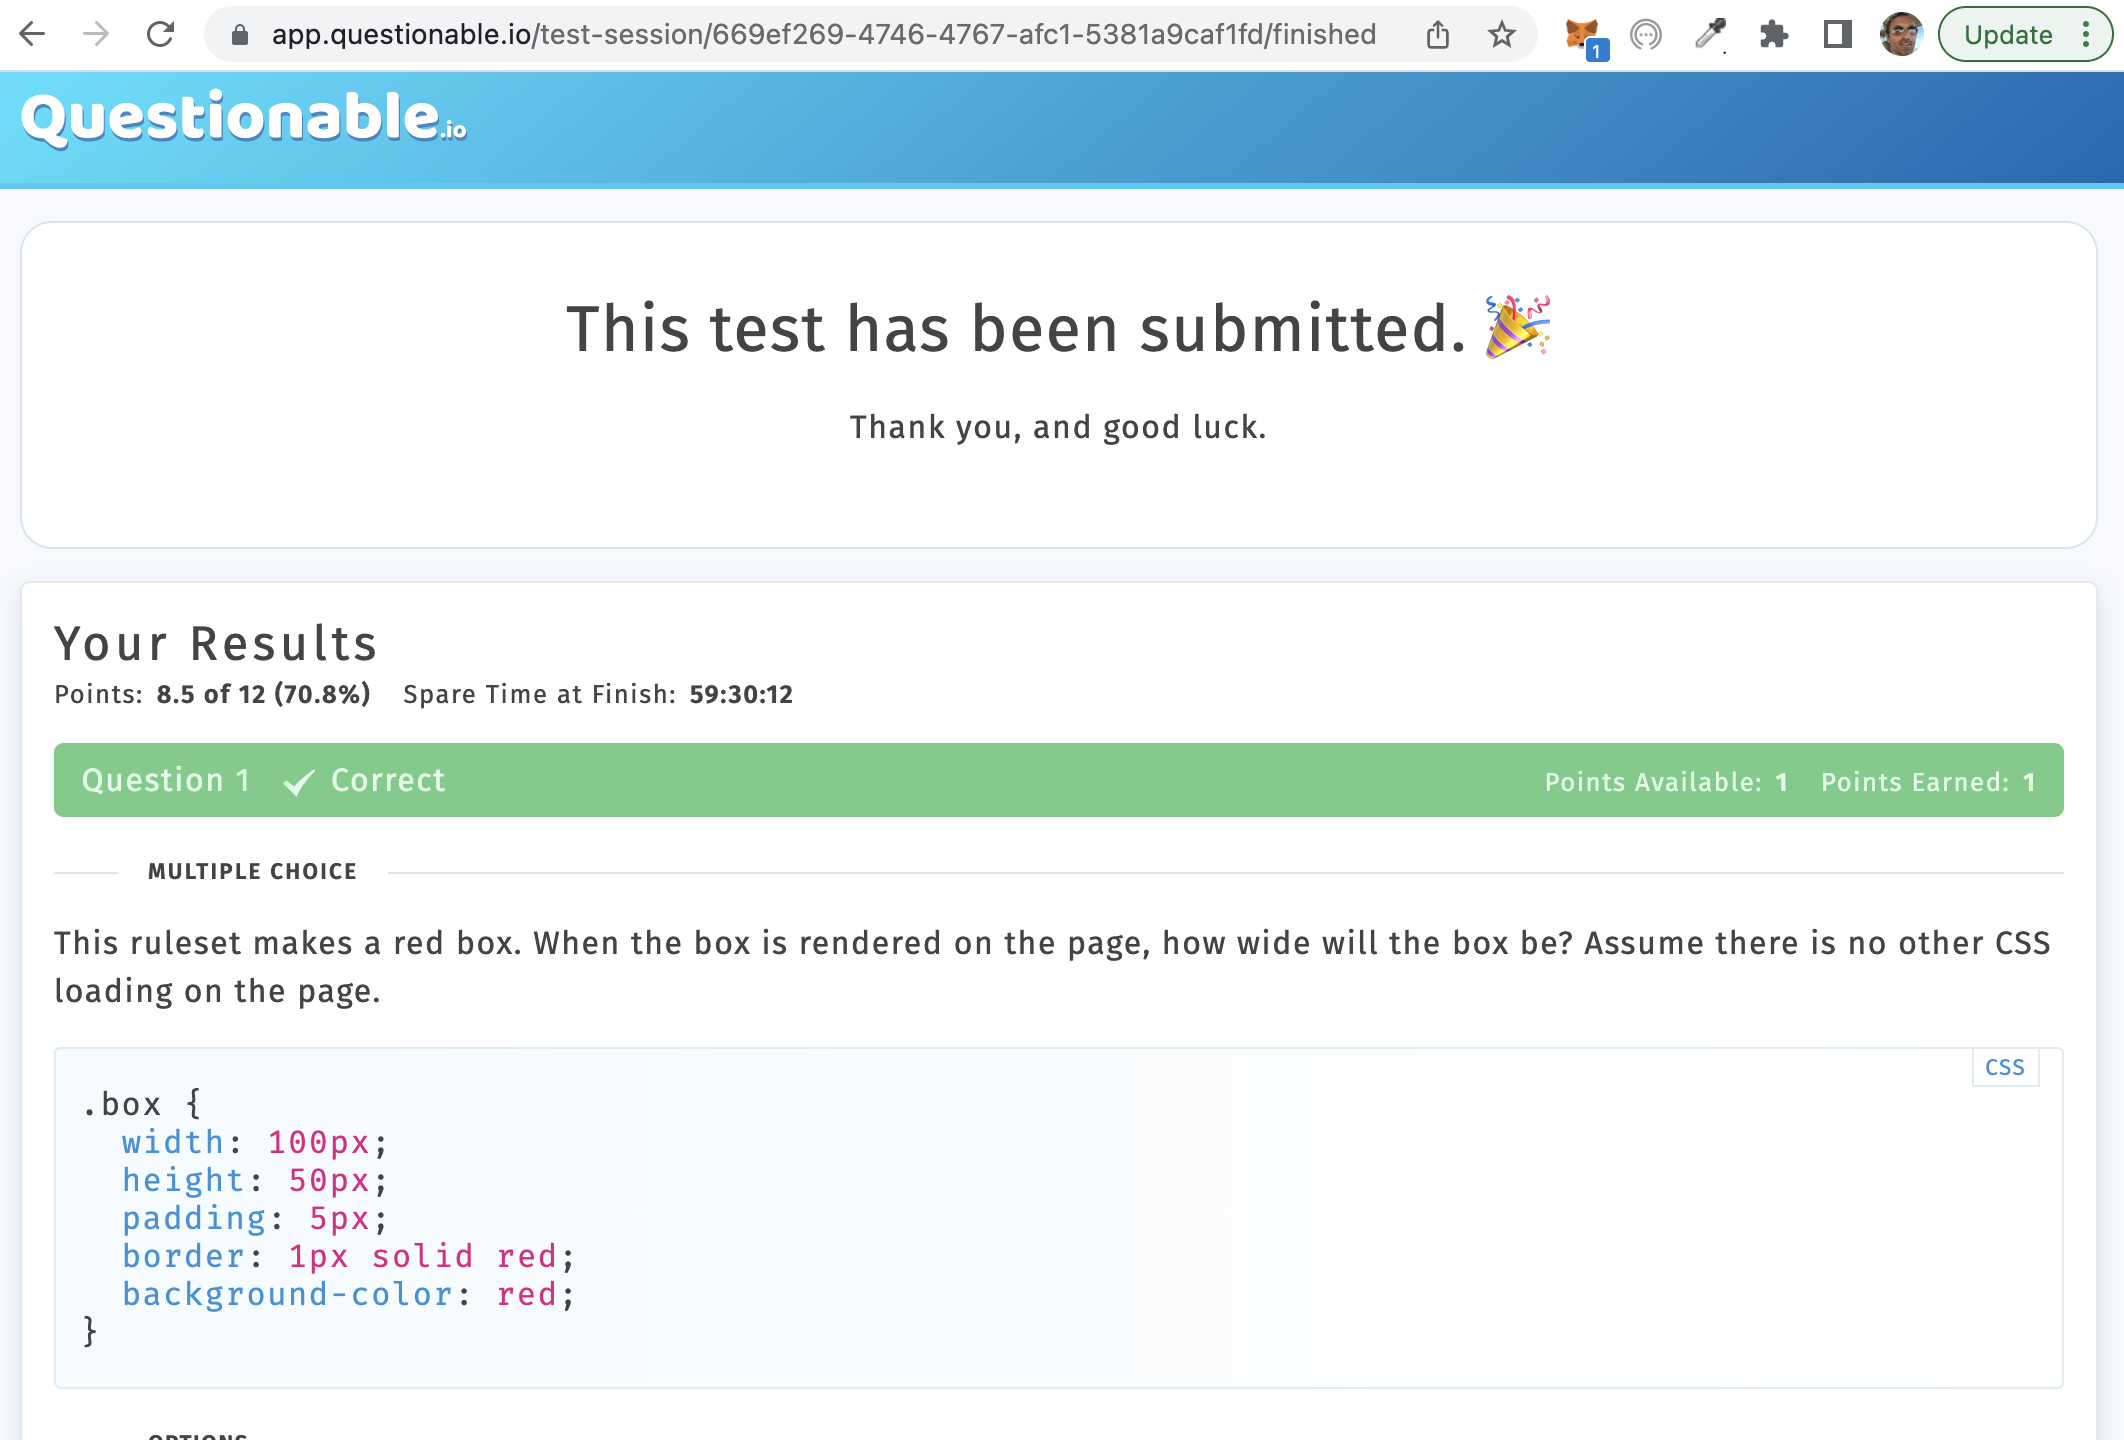 app.questionable.io/test-session/669ef269-4746-4767-afc1-5381a9caf1fd/finished
1
Update
Questionable.io
This test has been submitted. 🎉
Thank you, and good luck.
Your Results
Points: 8.5 of 12 (70.8%) Spare Time at Finish: 59:30:12
Question 1 ✓ Correct Points Available: 1 Points Earned: 1
MULTIPLE CHOICE
This ruleset makes a red box. When the box is rendered on the page, how wide will the box be? Assume there is no other CSS
loading on the page.
CSS
.box {
  width: 100px;
  height: 50px;
  padding: 5px;
  border: 1px solid red;
  background-color: red;
}
OPTIONS